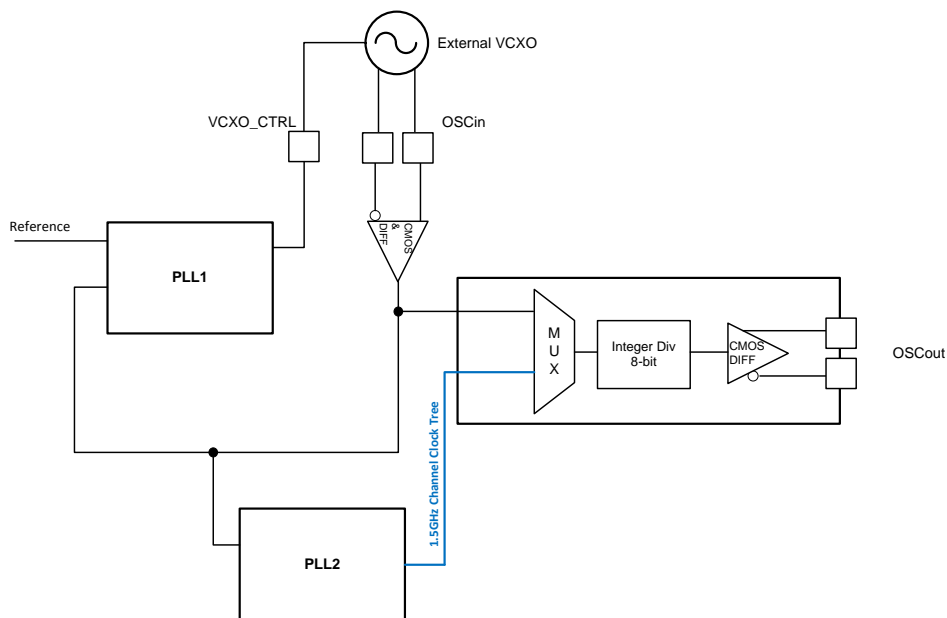 External VCXO
VCXO_CTRL
OSCin
DIFF
&
CMOS
Reference
PLL1
M
U
X
Integer Div
8-bit
CMOS
DIFF
OSCout
1.5GHz Channel Clock Tree
PLL2